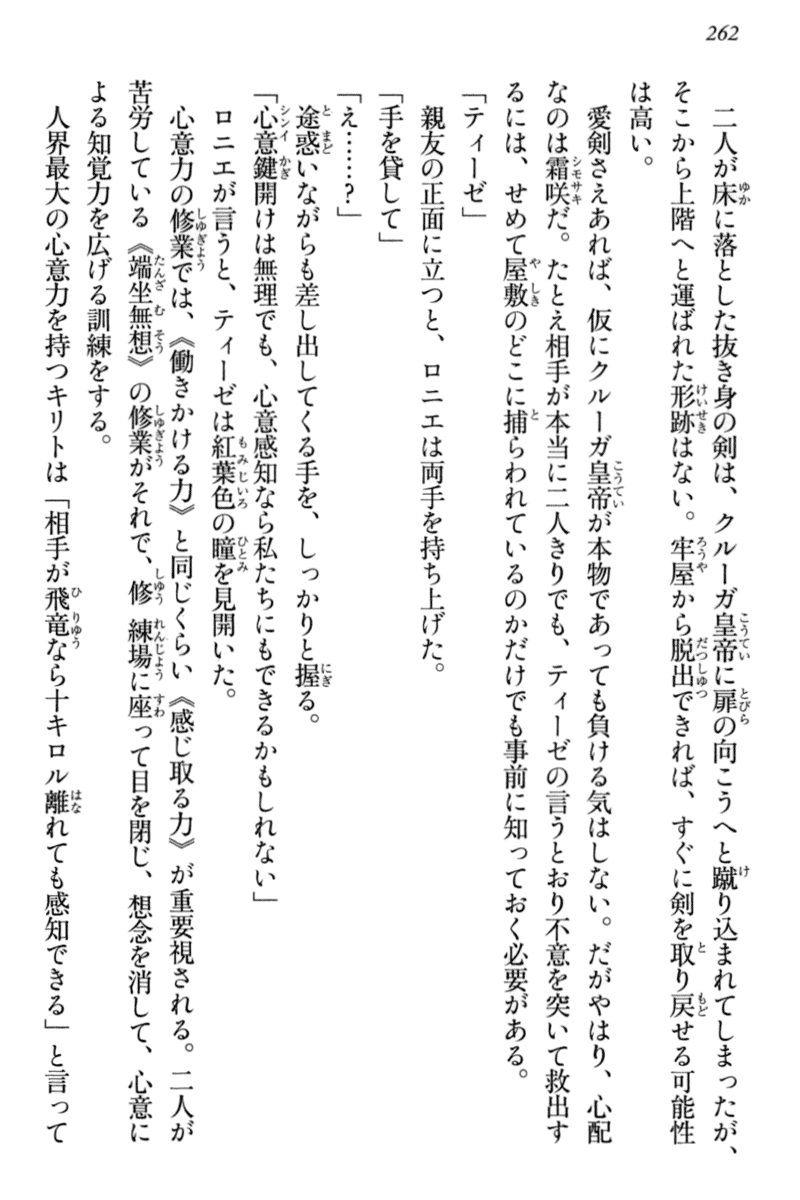 262
二人が床に落とした抜き身の剣は、クルーガ皇帝に扉の向こうへと蹴り込まれてしまったが、
そこから上階へと運ばれた形跡はない。牢屋から脱出できれば、すぐに剣を取り戻せる可能性
は高い。
愛剣さえあれば、仮にクルーガ皇帝が本物であっても負ける気はしない。だがやはり、心配
なのは霜咲だ。たとえ相手が本当に二人きりでも、ティーゼの言うとおり不意を突いて救出す
るには、せめて屋敷のどこに捕らわれているのかだけでも事前に知っておく必要がある。
「ティーゼ」
親友の正面に立つと、ロニエは両手を持ち上げた。
「手を貸して」
「え……？」
途惑いながらも差し出してくる手を、しっかりと握る。
「心意鍵開けは無理でも、心意感知なら私たちにもできるかもしれない」
ロニエが言うと、ティーゼは紅葉色の瞳を見開いた。
心意力の修業では、《働きかける力》と同じくらい《感じ取る力》が重要視される。二人が
苦労している《端坐無想》の修業がそれで、修練場に座って目を閉じ、想念を消して、心意に
よる知覚力を広げる訓練をする。
人界最大の心意力を持つキリトは「相手が飛竜なら十キロル離れても感知できる」と言って